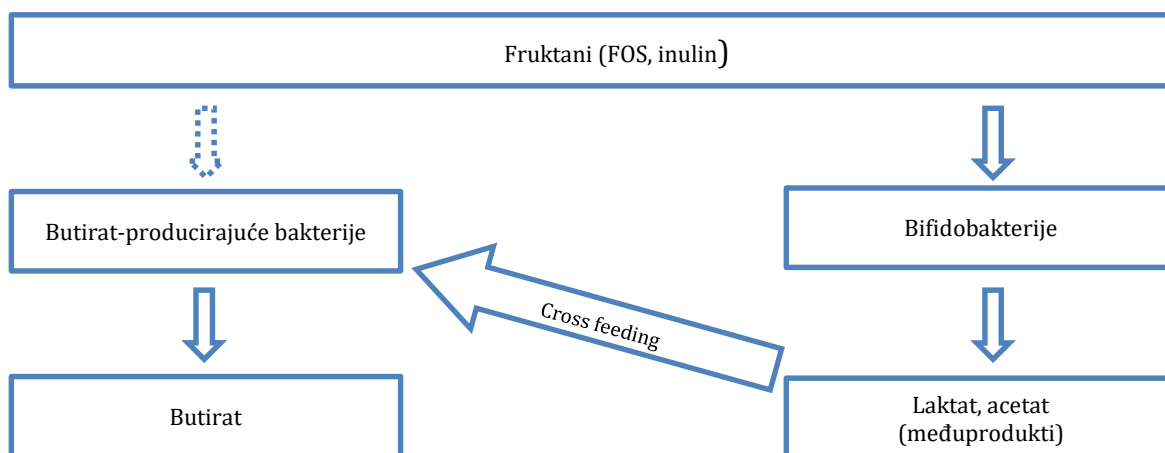 Fruktani (FOS, inulin)
Butirat-producirajuće bakterije
Bifidobakterije
Cross feeding
Butirat
Laktat, acetat
(međuprodukti)